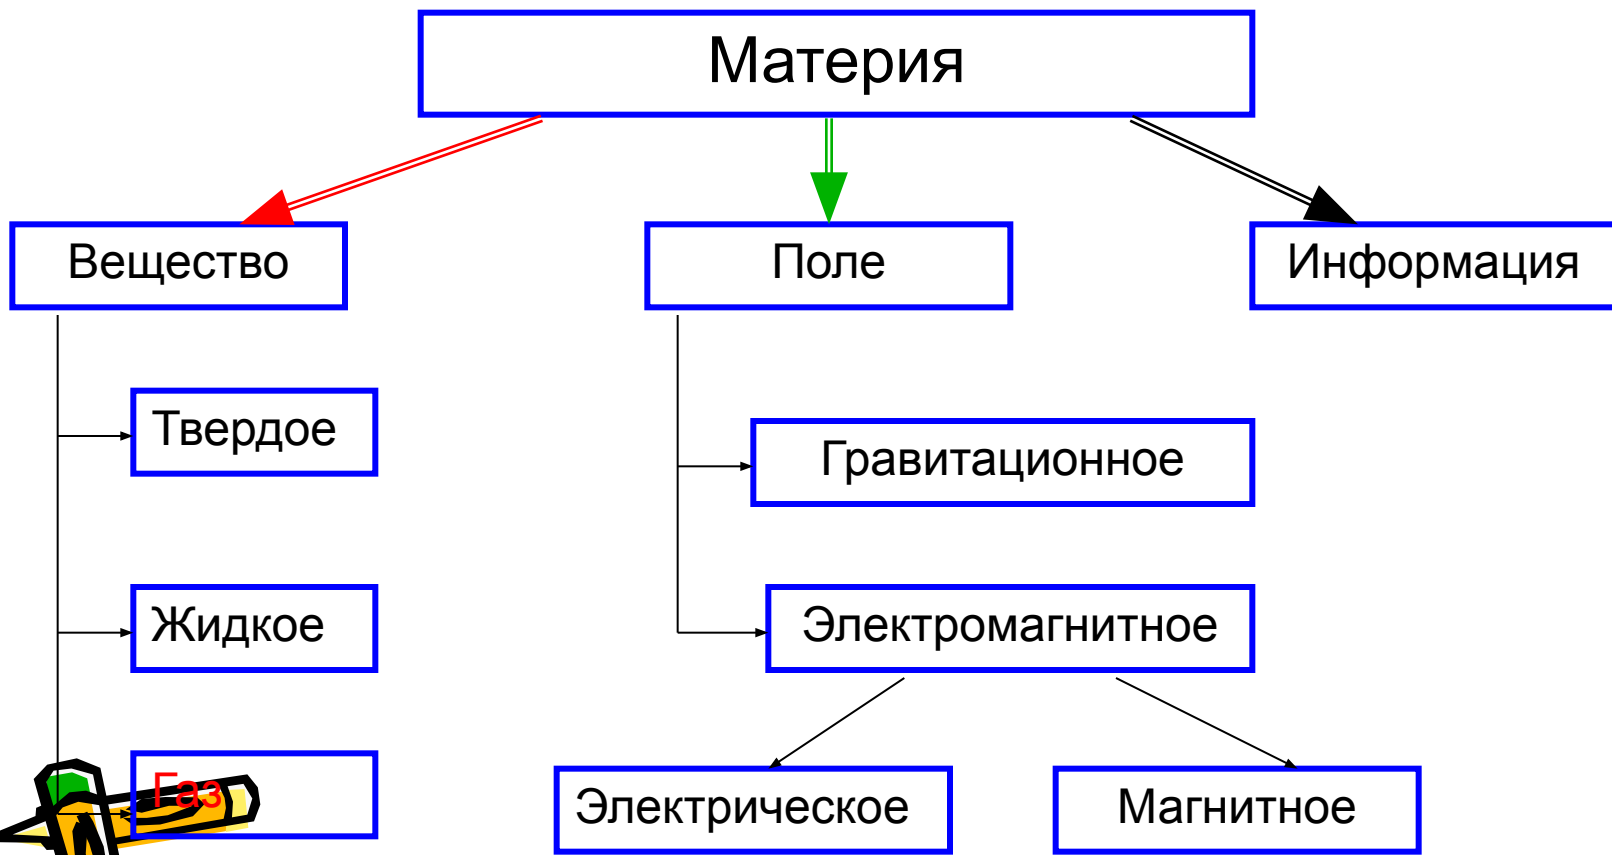 Материя
Вещество
Поле
Информация
Твердое
Гравитационное
Жидкое
Электромагнитное
Газ
Электрическое
Магнитное